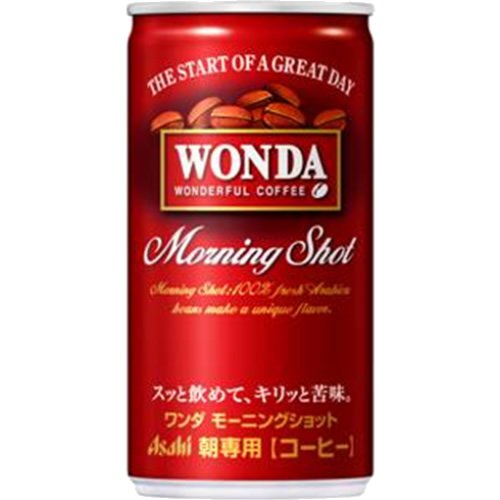 THE START OF A GREAT DAY
WONDA
WONDERFUL COFFEE
Morning Shot
Morning Shot:100% fresh Arabica
beans make a unique flavor.
スッと飲めて、キリッと苦味。
ワンダ モーニングショット
Asahi 朝専用【コーヒー】